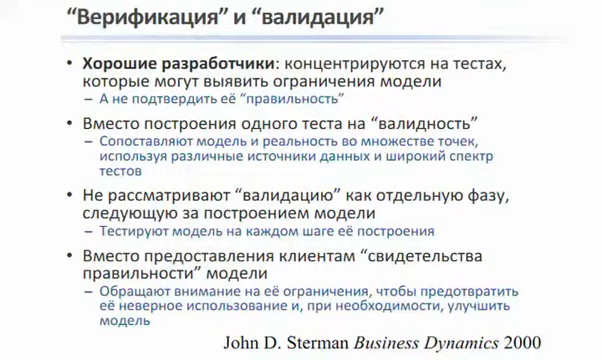 “Верификация” и “валидация”
• Хорошие разработчики: концентрируются на тестах,
которые могут выявить ограничения модели
– А не подтвердить её “правильность”
• Вместо построения одного теста на “валидность”
– Сопоставляют модель и реальность во множестве точек,
используя различные источники данных и широкий спектр
тестов
• Не рассматривают “валидацию” как отдельную фазу,
следующую за построением модели
– Тестируют модель на каждом шаге её построения
• Вместо предоставления клиентам “свидетельства
правильности” модели
– Обращают внимание на её ограничения, чтобы предотвратить
её неверное использование и, при необходимости, улучшить
модель
John D. Sterman Business Dynamics 2000